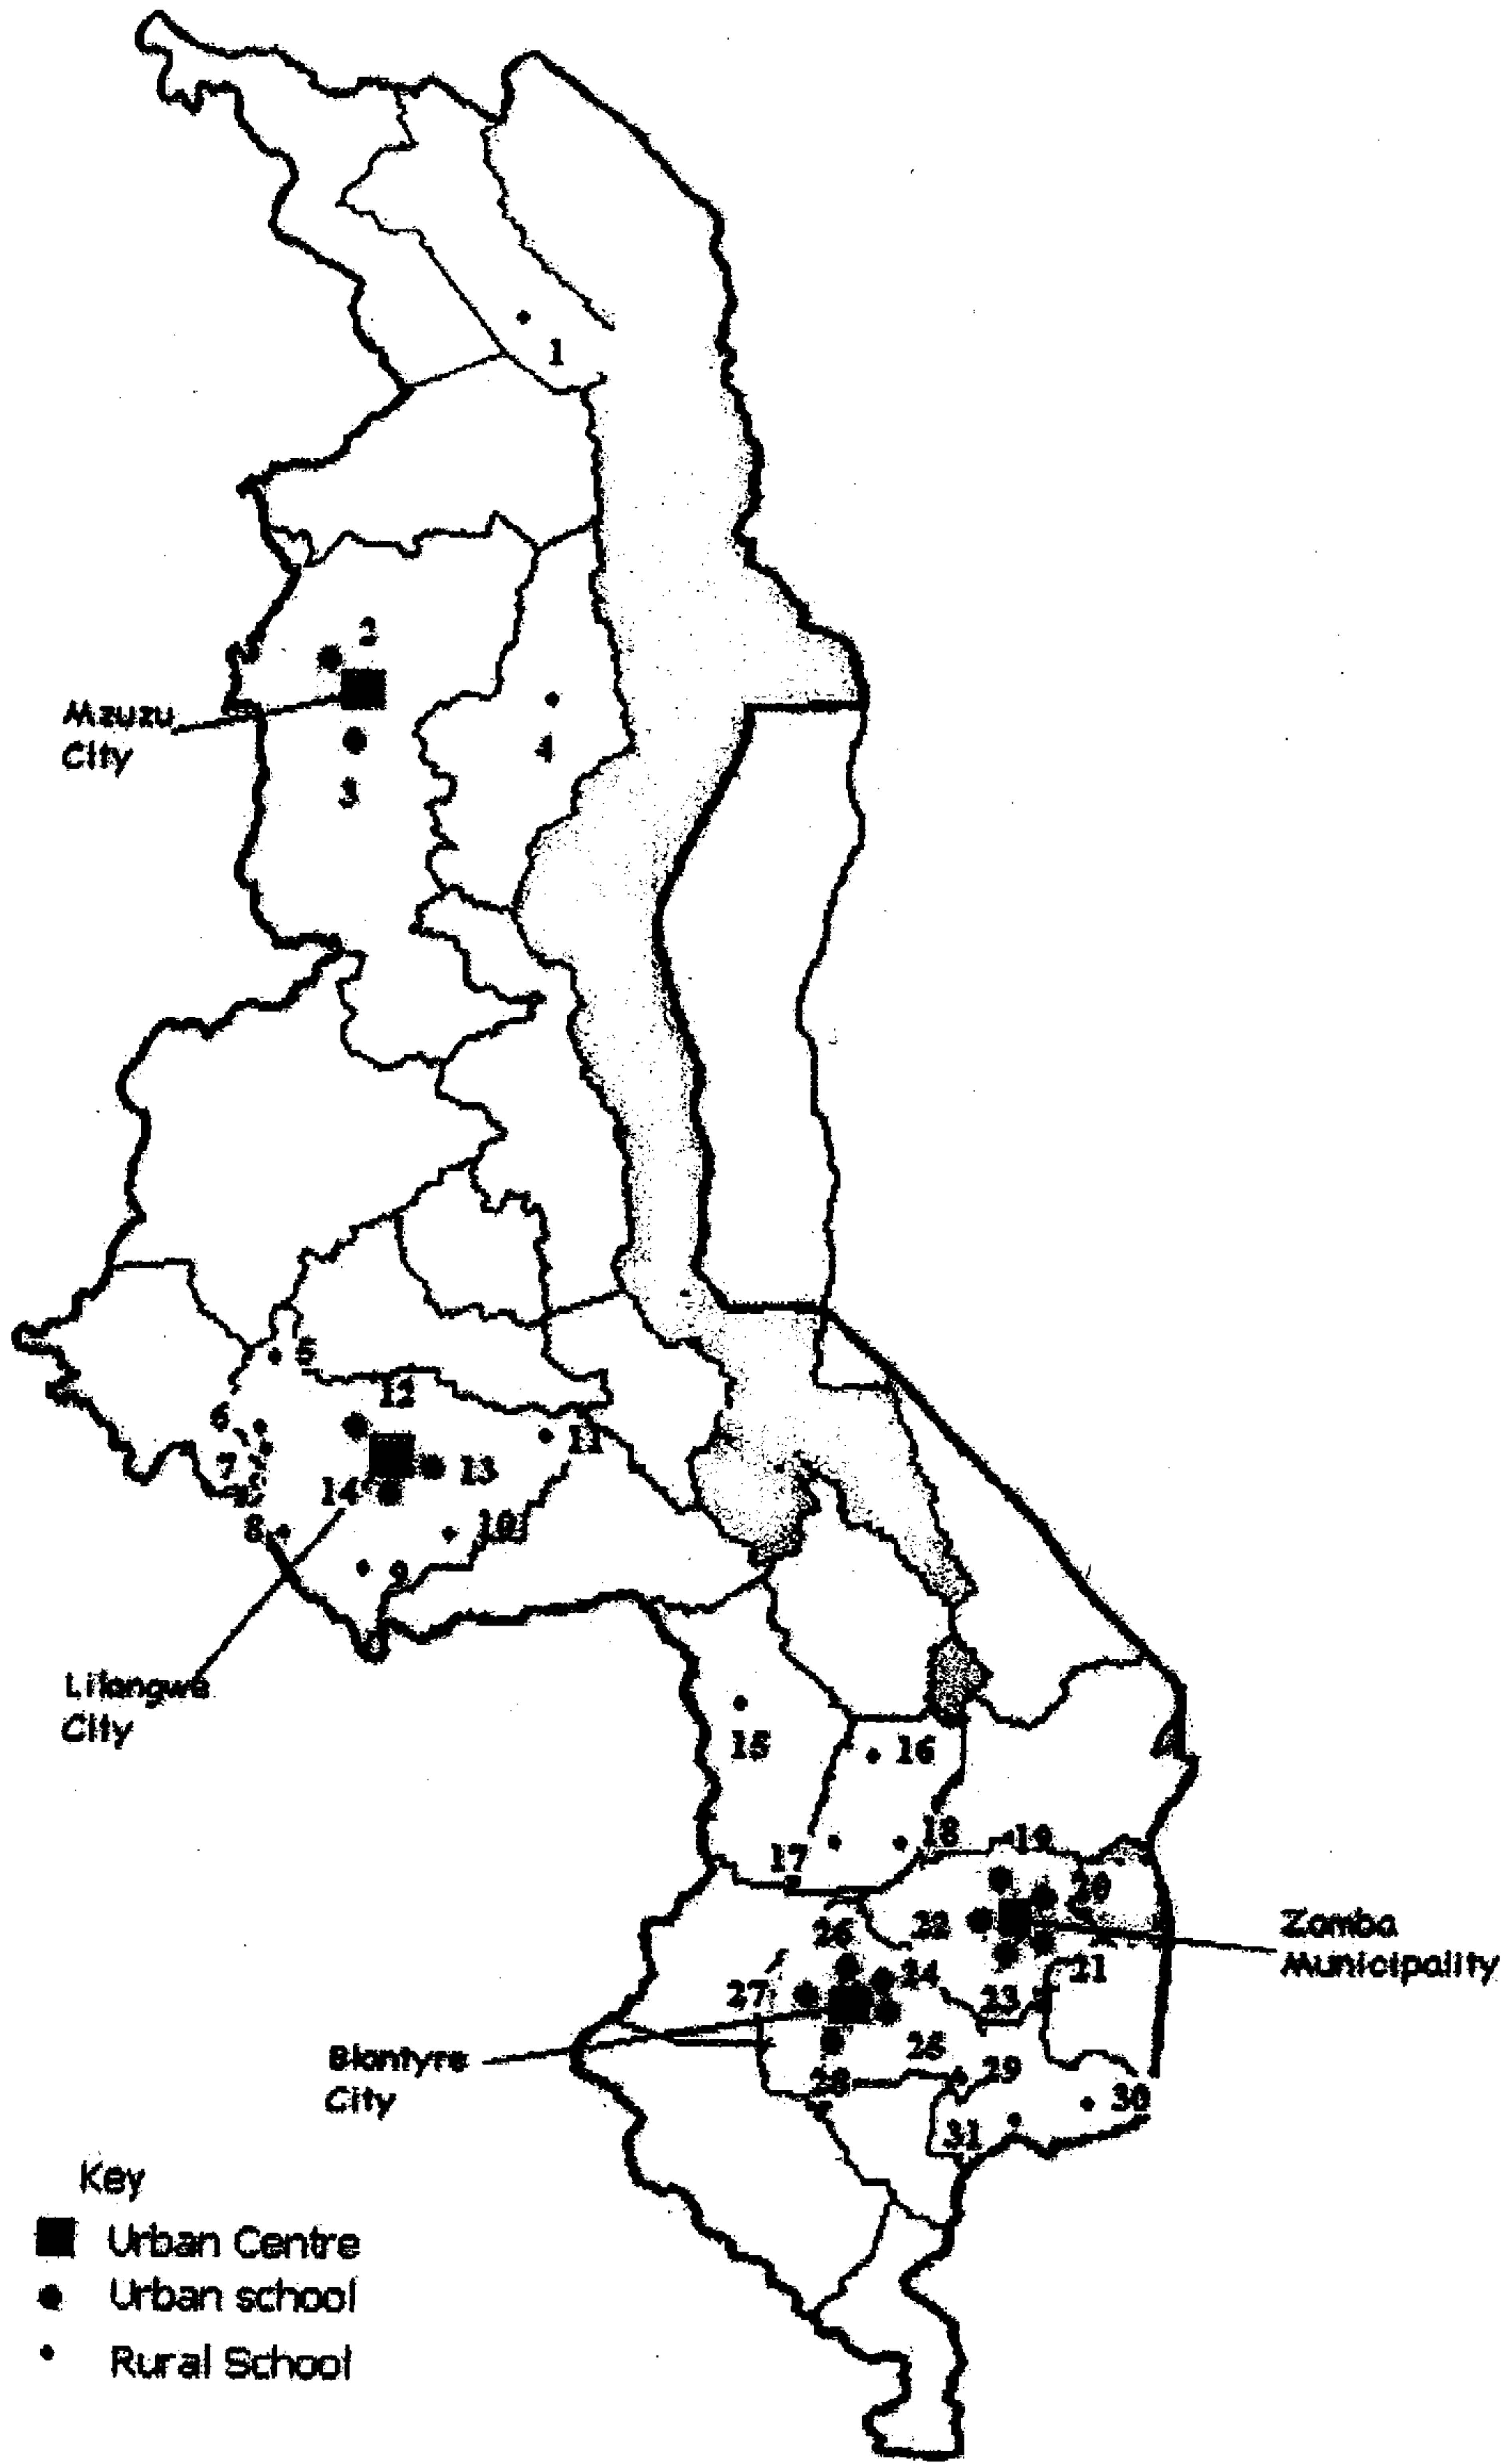 1
2
Mzuzu
City
4
3
5
12
6
11
7
13
14
8
10
9
Lilongwe
City
15
16
18
17
19
20
22
Zomba
Municipality
26
24
21
27
23
25
Blantyre
City
28
29
30
31
Key
Urban Centre
Urban school
Rural School